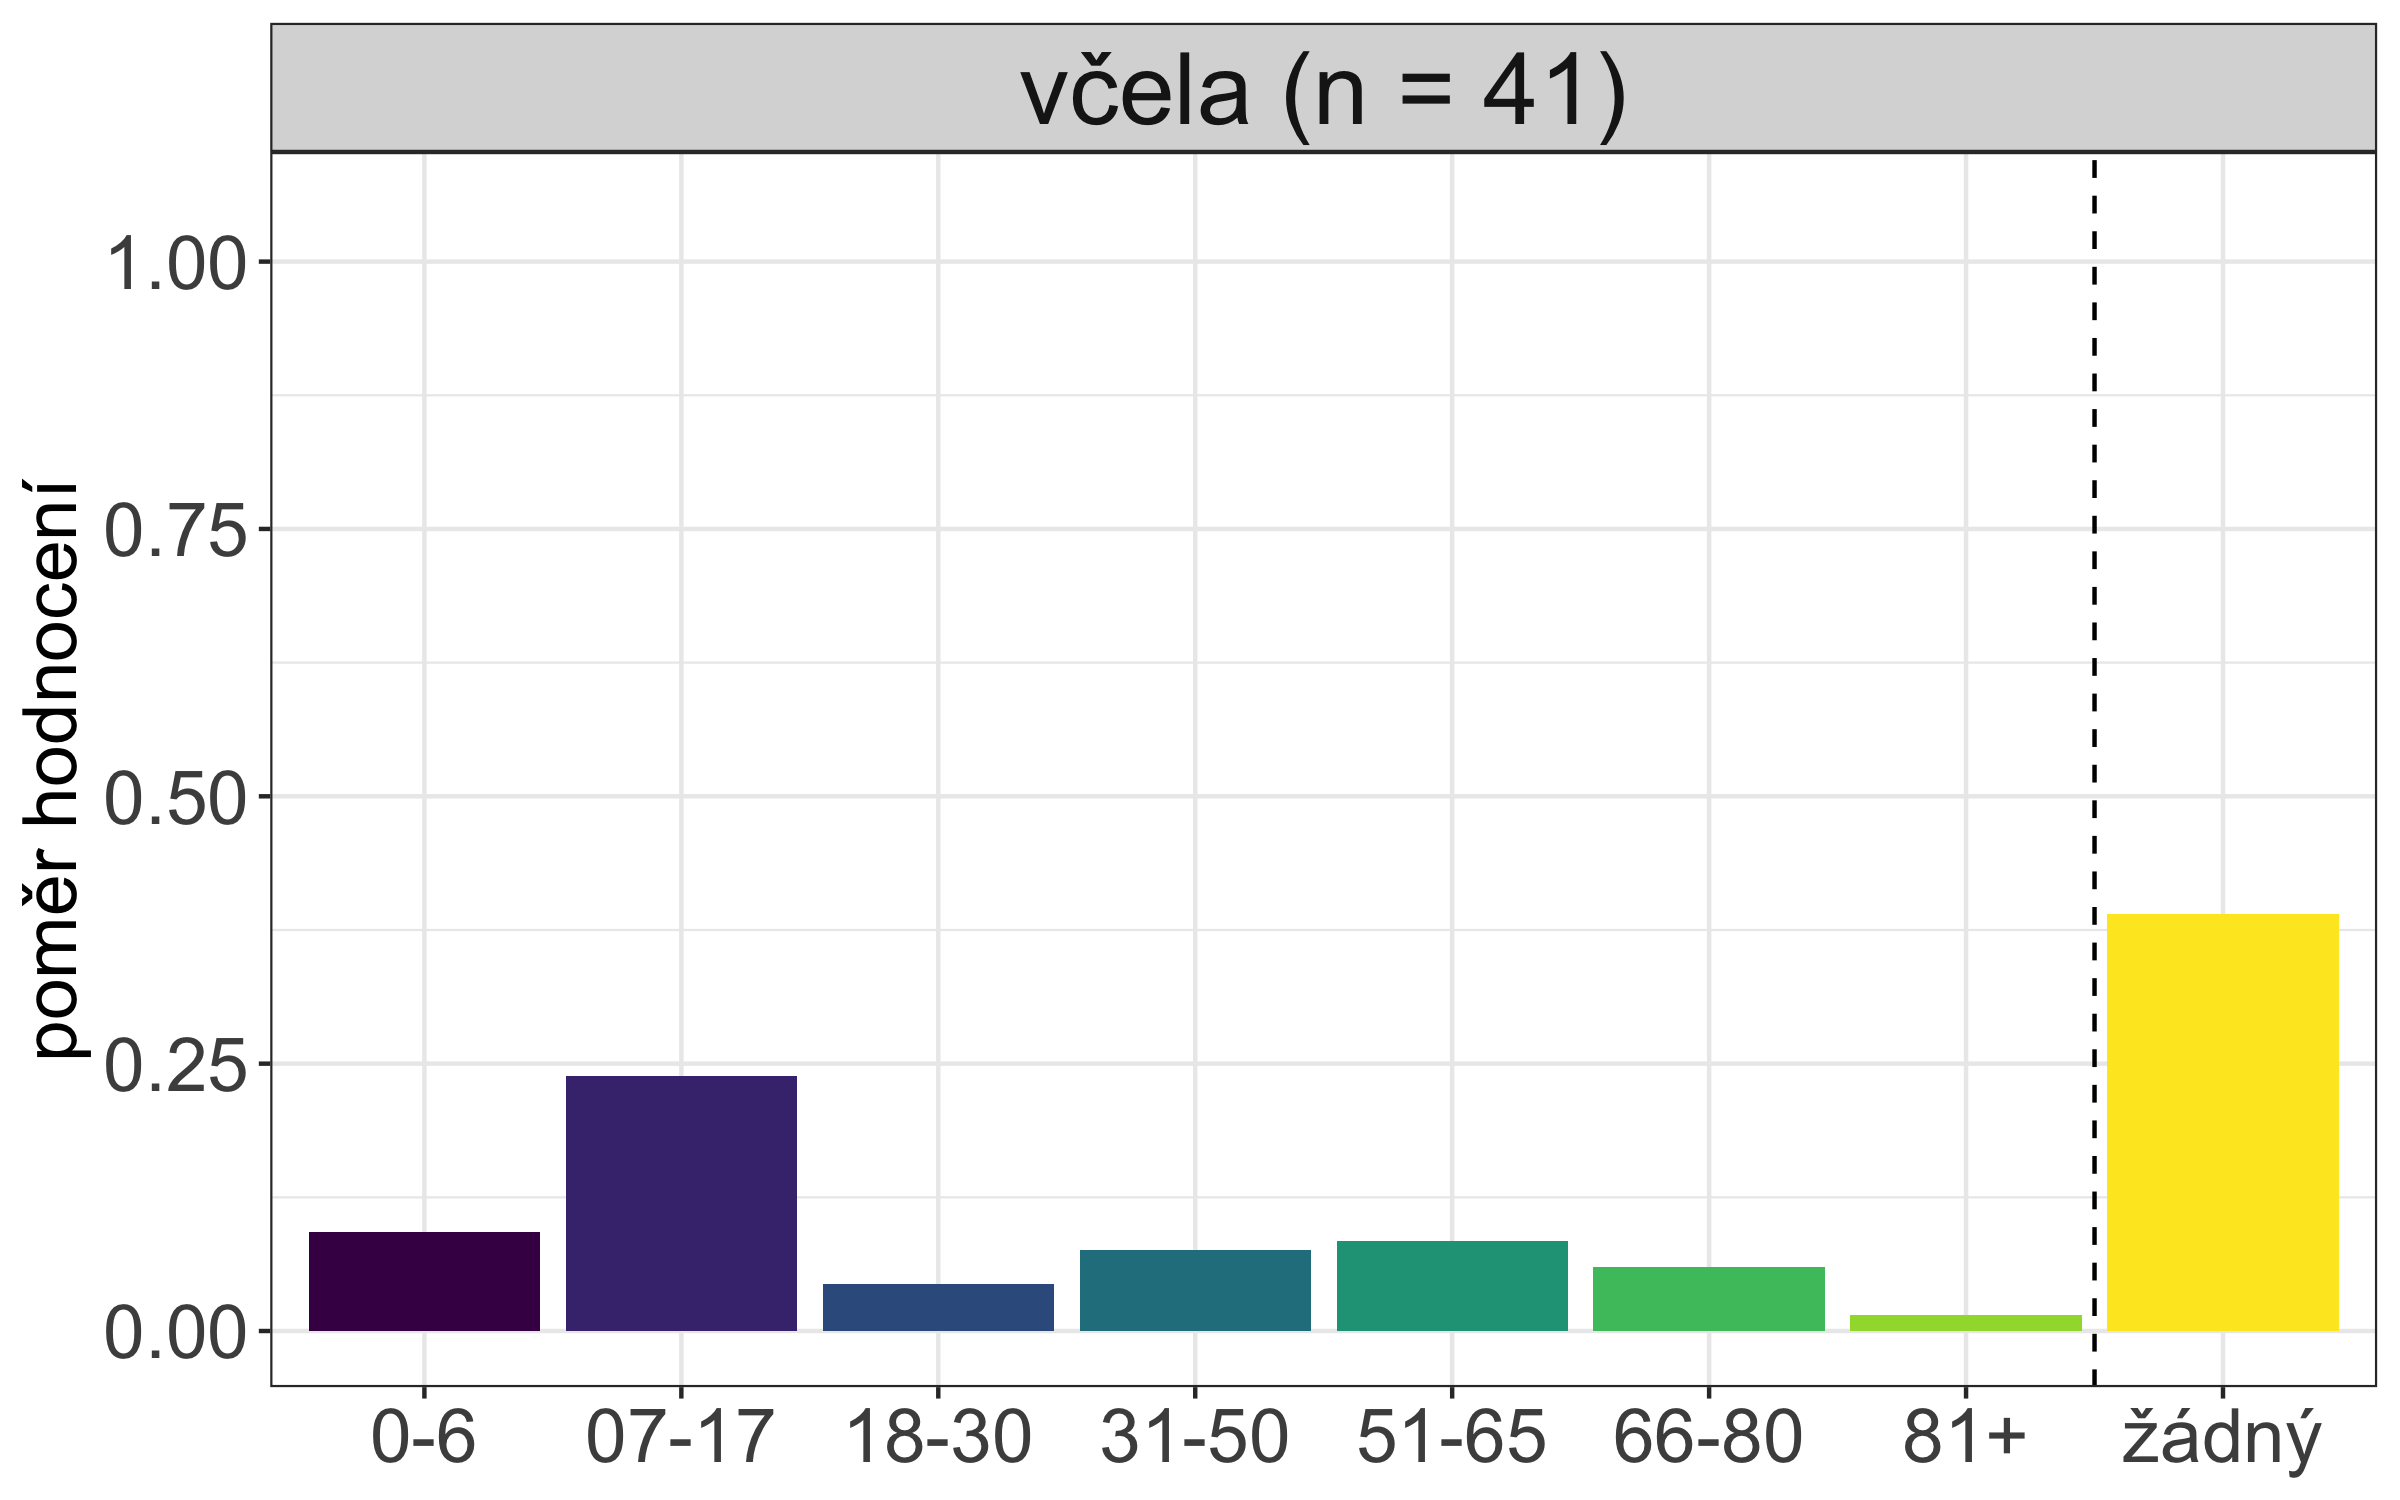 včela (n = 41)
poměr hodnocení
1.00
0.75
0.50
0.25
0.00
0-6 07-17 18-30 31-50 51-65 66-80 81+ žádný